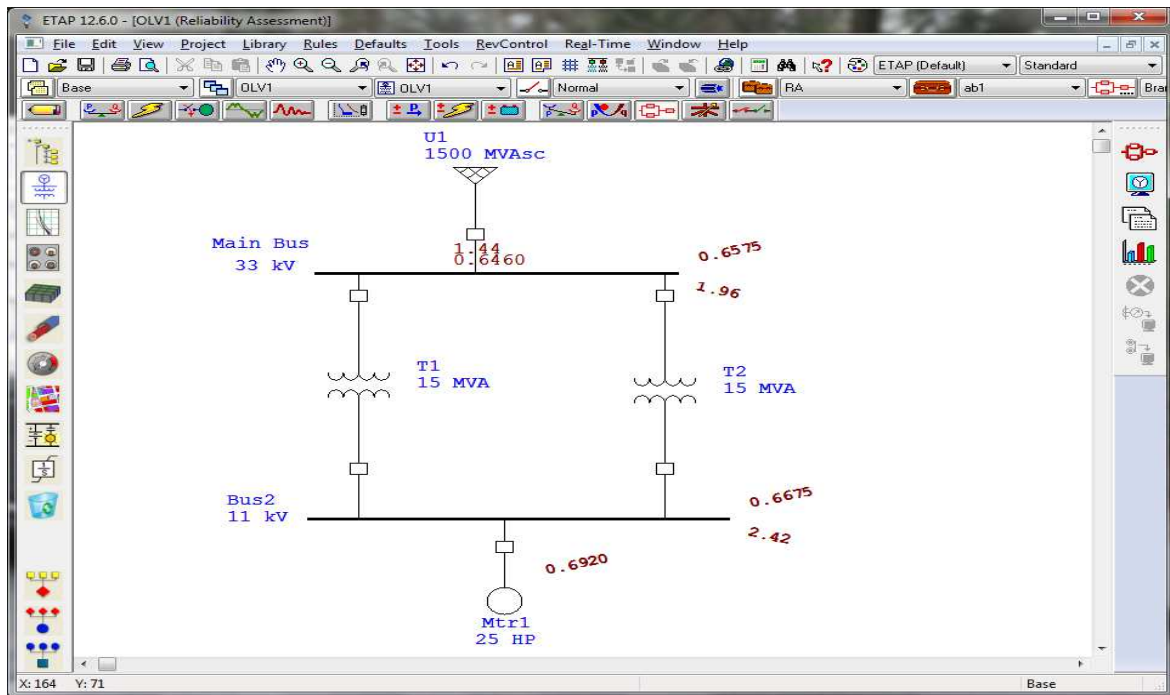 ETAP 12.6.0 - [OLV1 (Reliability Assessment)]
File Edit View Project Library Rules Defaults Tools RevControl Real-Time Window Help
ETAP (Default) Standard
Base OLV1 OLV1 Normal RA ab1 Bra
U1
1500 MVAsc
1.44
0.6460
Main Bus
33 kV
0.6575
1.96
T1
15 MVA
T2
15 MVA
Bus2
11 kV
0.6675
2.42
0.6920
Mtr1
25 HP
X: 164 Y: 71 Base